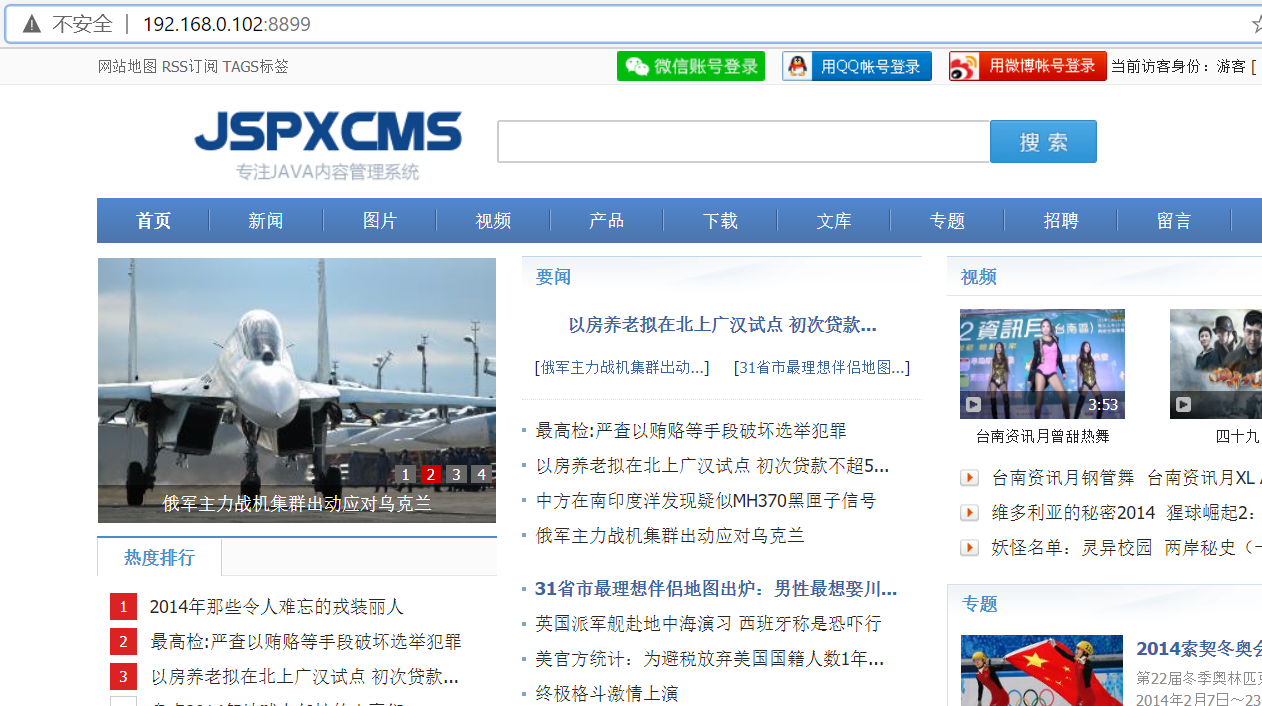 不安全 | 192.168.0.102:8899
网站地图 RSS订阅 TAGS标签
微信账号登录
用QQ帐号登录
用微博帐号登录
当前访客身份：游客 [
JSPXCMS
专注JAVA内容管理系统
搜 索
首页 新闻 图片 视频 产品 下载 文库 专题 招聘 留言
1 2 3 4
俄军主力战机集群出动应对乌克兰
热度排行
1 2014年那些令人难忘的戎装丽人
2 最高检:严查以贿赂等手段破坏选举犯罪
3 以房养老拟在北上广汉试点 初次贷款...
要闻
以房养老拟在北上广汉试点 初次贷款...
[俄军主力战机集群出动...] [31省市最理想伴侣地图...]
最高检:严查以贿赂等手段破坏选举犯罪
以房养老拟在北上广汉试点 初次贷款不超5...
中方在南印度洋发现疑似MH370黑匣子信号
俄军主力战机集群出动应对乌克兰
31省市最理想伴侣地图出炉：男性最想娶川...
英国派军舰赴地中海演习 西班牙称是恐吓行
美官方统计：为避税放弃美国国籍人数1年...
终极格斗激情上演
视频
2資訊月
台南縣
3:53
台南资讯月曾甜热舞
四十九
台南资讯月钢管舞 台南资讯月XL
维多利亚的秘密2014 猩球崛起2：
妖怪名单：灵异校园 两岸秘史（
专题
2014索契冬奥会
第22届冬季奥林匹克
2014年2月7日～23